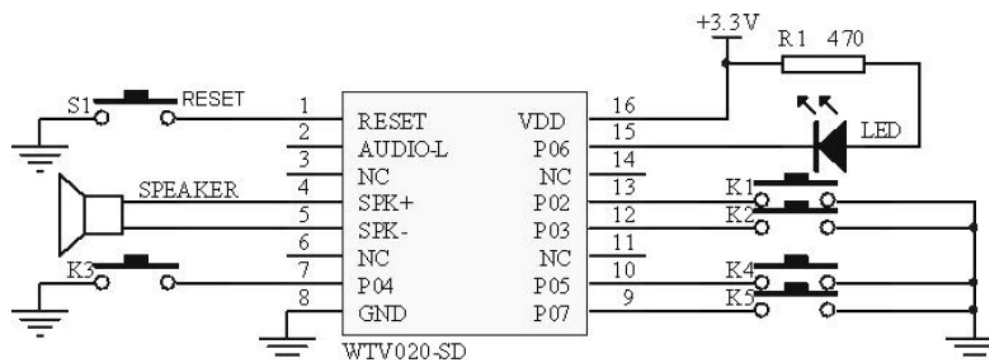 +3.3V
R1 470
S1 RESET
1 RESET VDD 16
2 AUDIO-L P06 15
LED
3 NC NC 14
SPEAKER
4 SPK+ P02 13 K1
5 SPK- P03 12 K2
6 NC NC 11
K3 7 P04 P05 10 K4
8 GND P07 9 K5
WTV020-SD